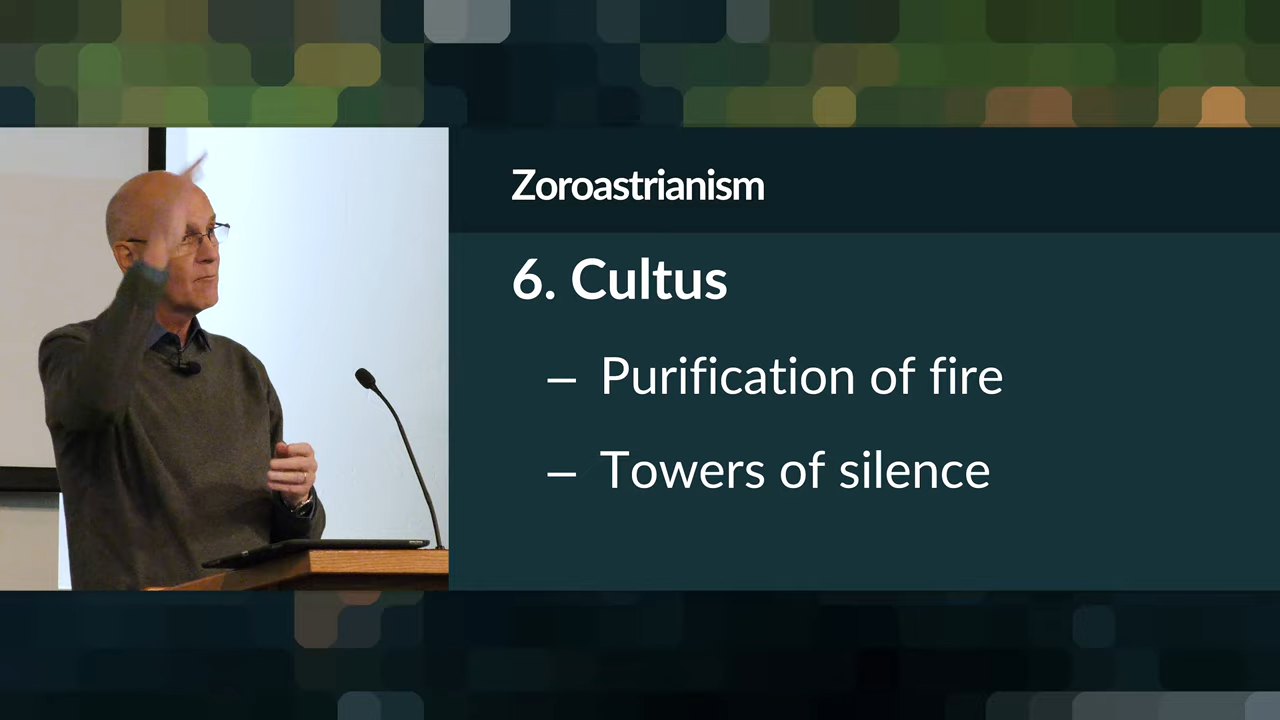 Zoroastrianism
6. Cultus
– Purification of fire
– Towers of silence